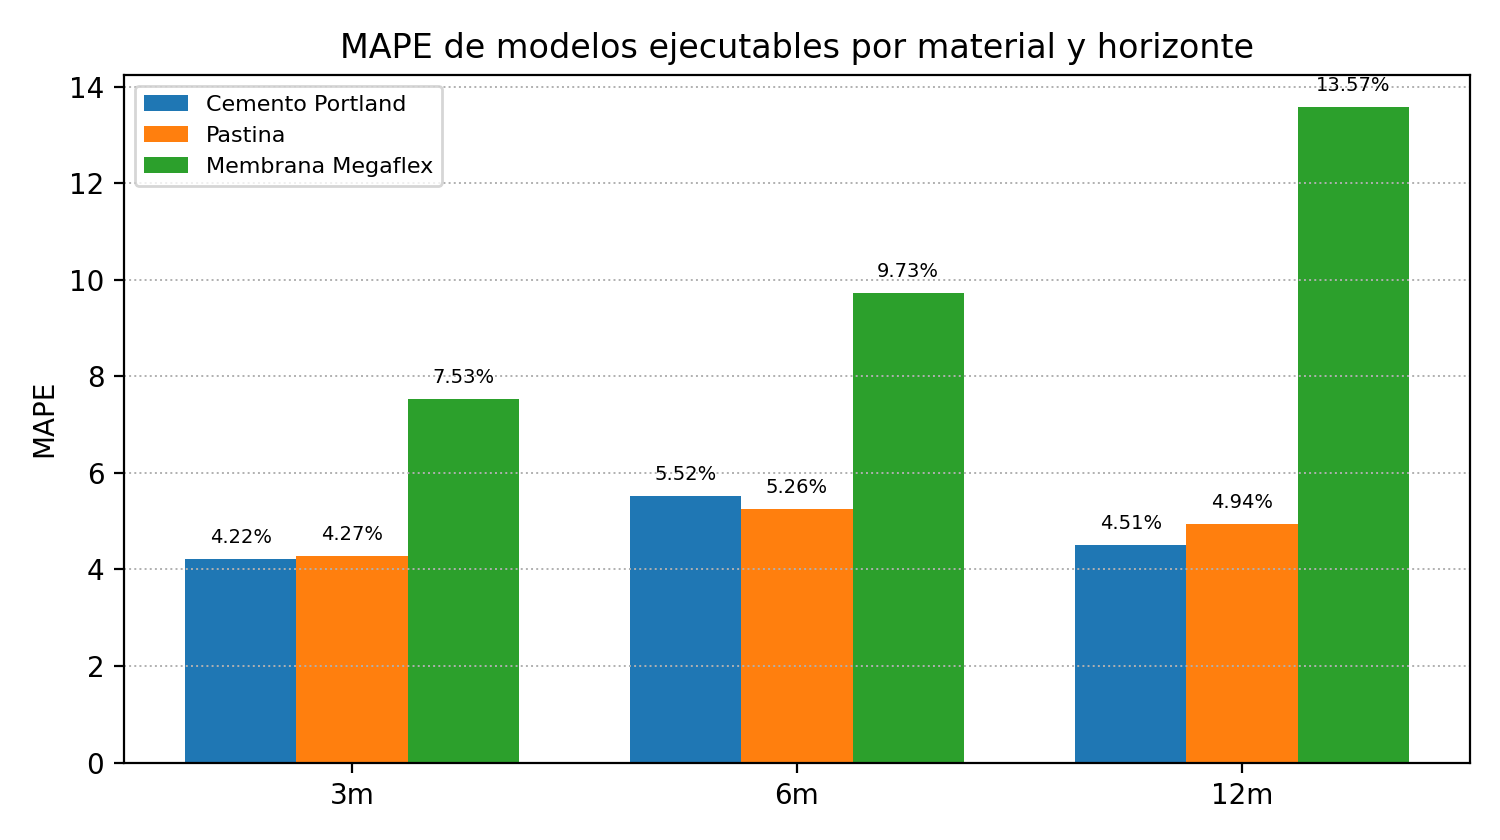 MAPE de modelos ejecutables por material y horizonte
Cemento Portland
Pastina
Membrana Megaflex
MAPE
14
12
10
8
6
4
2
0
4.22%
4.27%
7.53%
5.52%
5.26%
9.73%
4.51%
4.94%
13.57%
3m
6m
12m